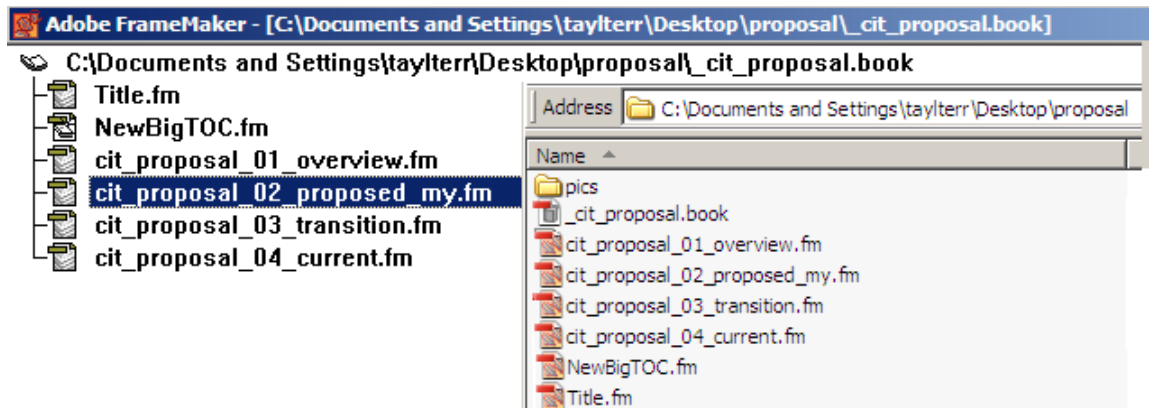 Adobe FrameMaker - [C:\Documents and Settings\taylterr\Desktop\proposal\_cit_proposal.book]
C:\Documents and Settings\taylterr\Desktop\proposal\_cit_proposal.book
Title.fm
NewBigTOC.fm
cit_proposal_01_overview.fm
cit_proposal_02_proposed_my.fm
cit_proposal_03_transition.fm
cit_proposal_04_current.fm
Address C:\Documents and Settings\taylterr\Desktop\proposal
Name
pics
_cit_proposal.book
cit_proposal_01_overview.fm
cit_proposal_02_proposed_my.fm
cit_proposal_03_transition.fm
cit_proposal_04_current.fm
NewBigTOC.fm
Title.fm